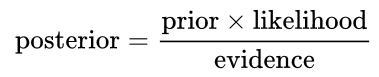 posterior = prior × likelihood / evidence